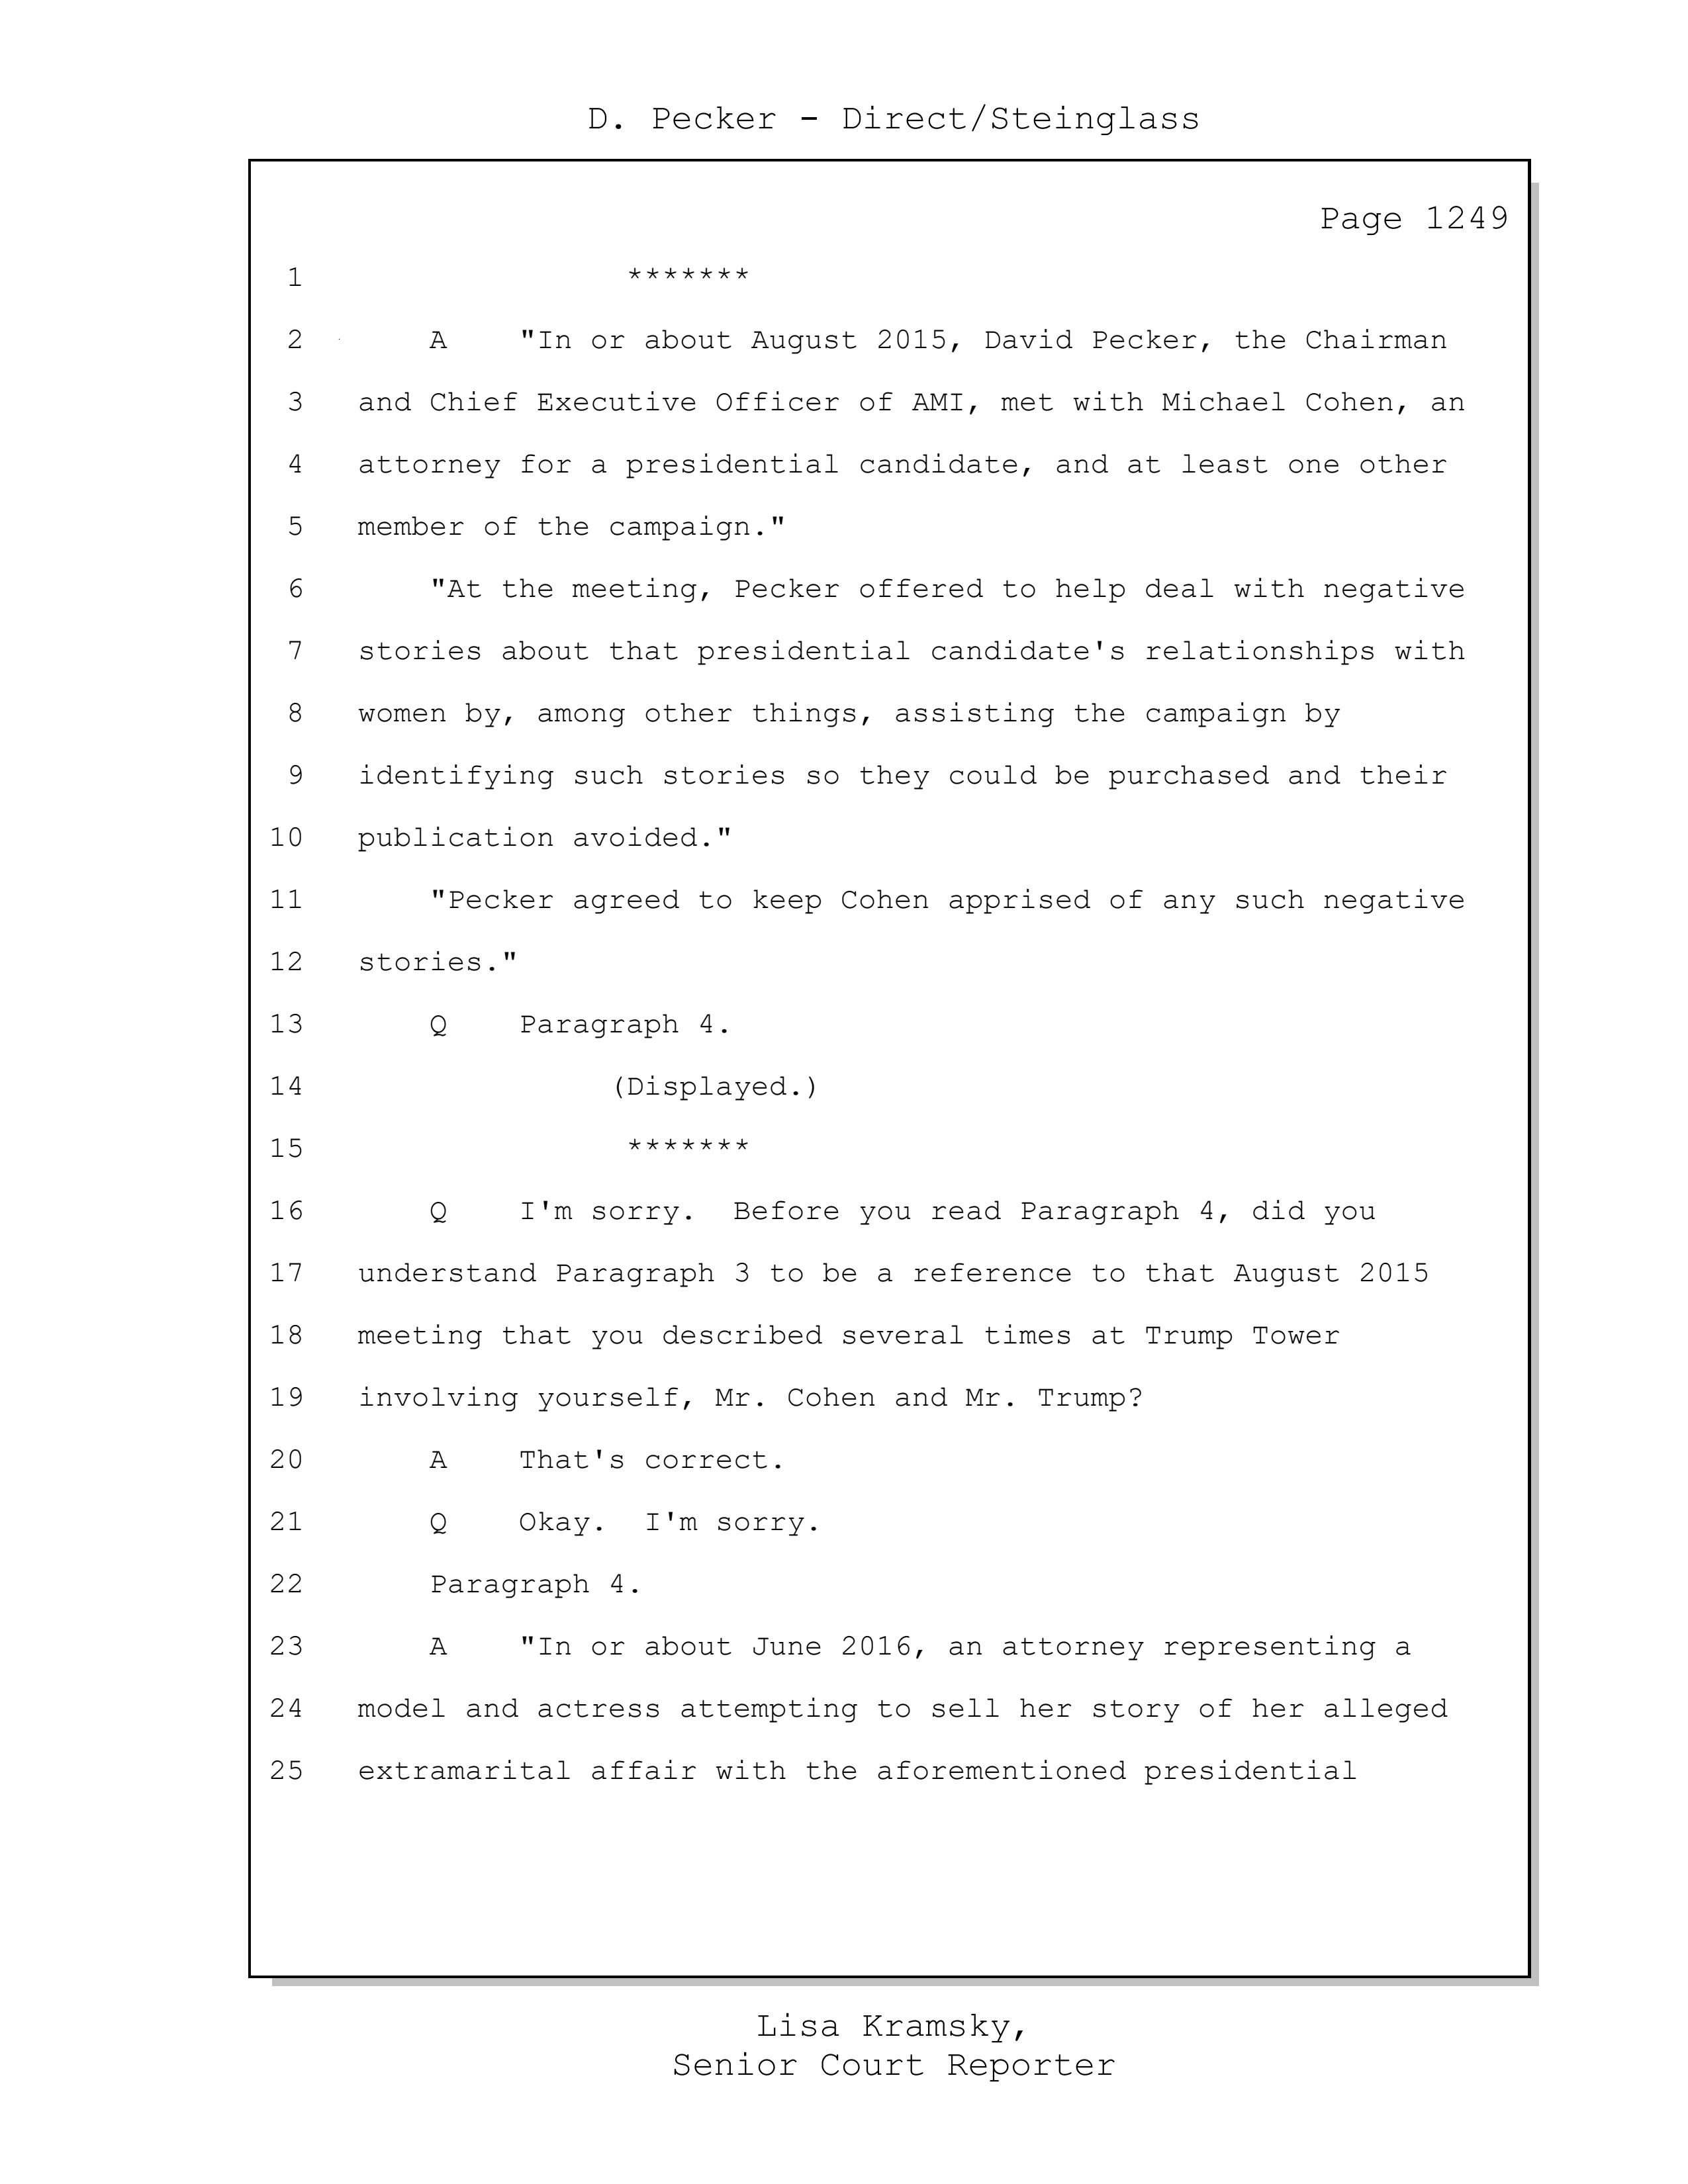 D. Pecker - Direct/Steinglass
Page 1249
1 *******
2 A "In or about August 2015, David Pecker, the Chairman
3 and Chief Executive Officer of AMI, met with Michael Cohen, an
4 attorney for a presidential candidate, and at least one other
5 member of the campaign."
6 "At the meeting, Pecker offered to help deal with negative
7 stories about that presidential candidate's relationships with
8 women by, among other things, assisting the campaign by
9 identifying such stories so they could be purchased and their
10 publication avoided."
11 "Pecker agreed to keep Cohen apprised of any such negative
12 stories."
13 Q Paragraph 4.
14 (Displayed.)
15 *******
16 Q I'm sorry. Before you read Paragraph 4, did you
17 understand Paragraph 3 to be a reference to that August 2015
18 meeting that you described several times at Trump Tower
19 involving yourself, Mr. Cohen and Mr. Trump?
20 A That's correct.
21 Q Okay. I'm sorry.
22 Paragraph 4.
23 A "In or about June 2016, an attorney representing a
24 model and actress attempting to sell her story of her alleged
25 extramarital affair with the aforementioned presidential
Lisa Kramsky,
Senior Court Reporter